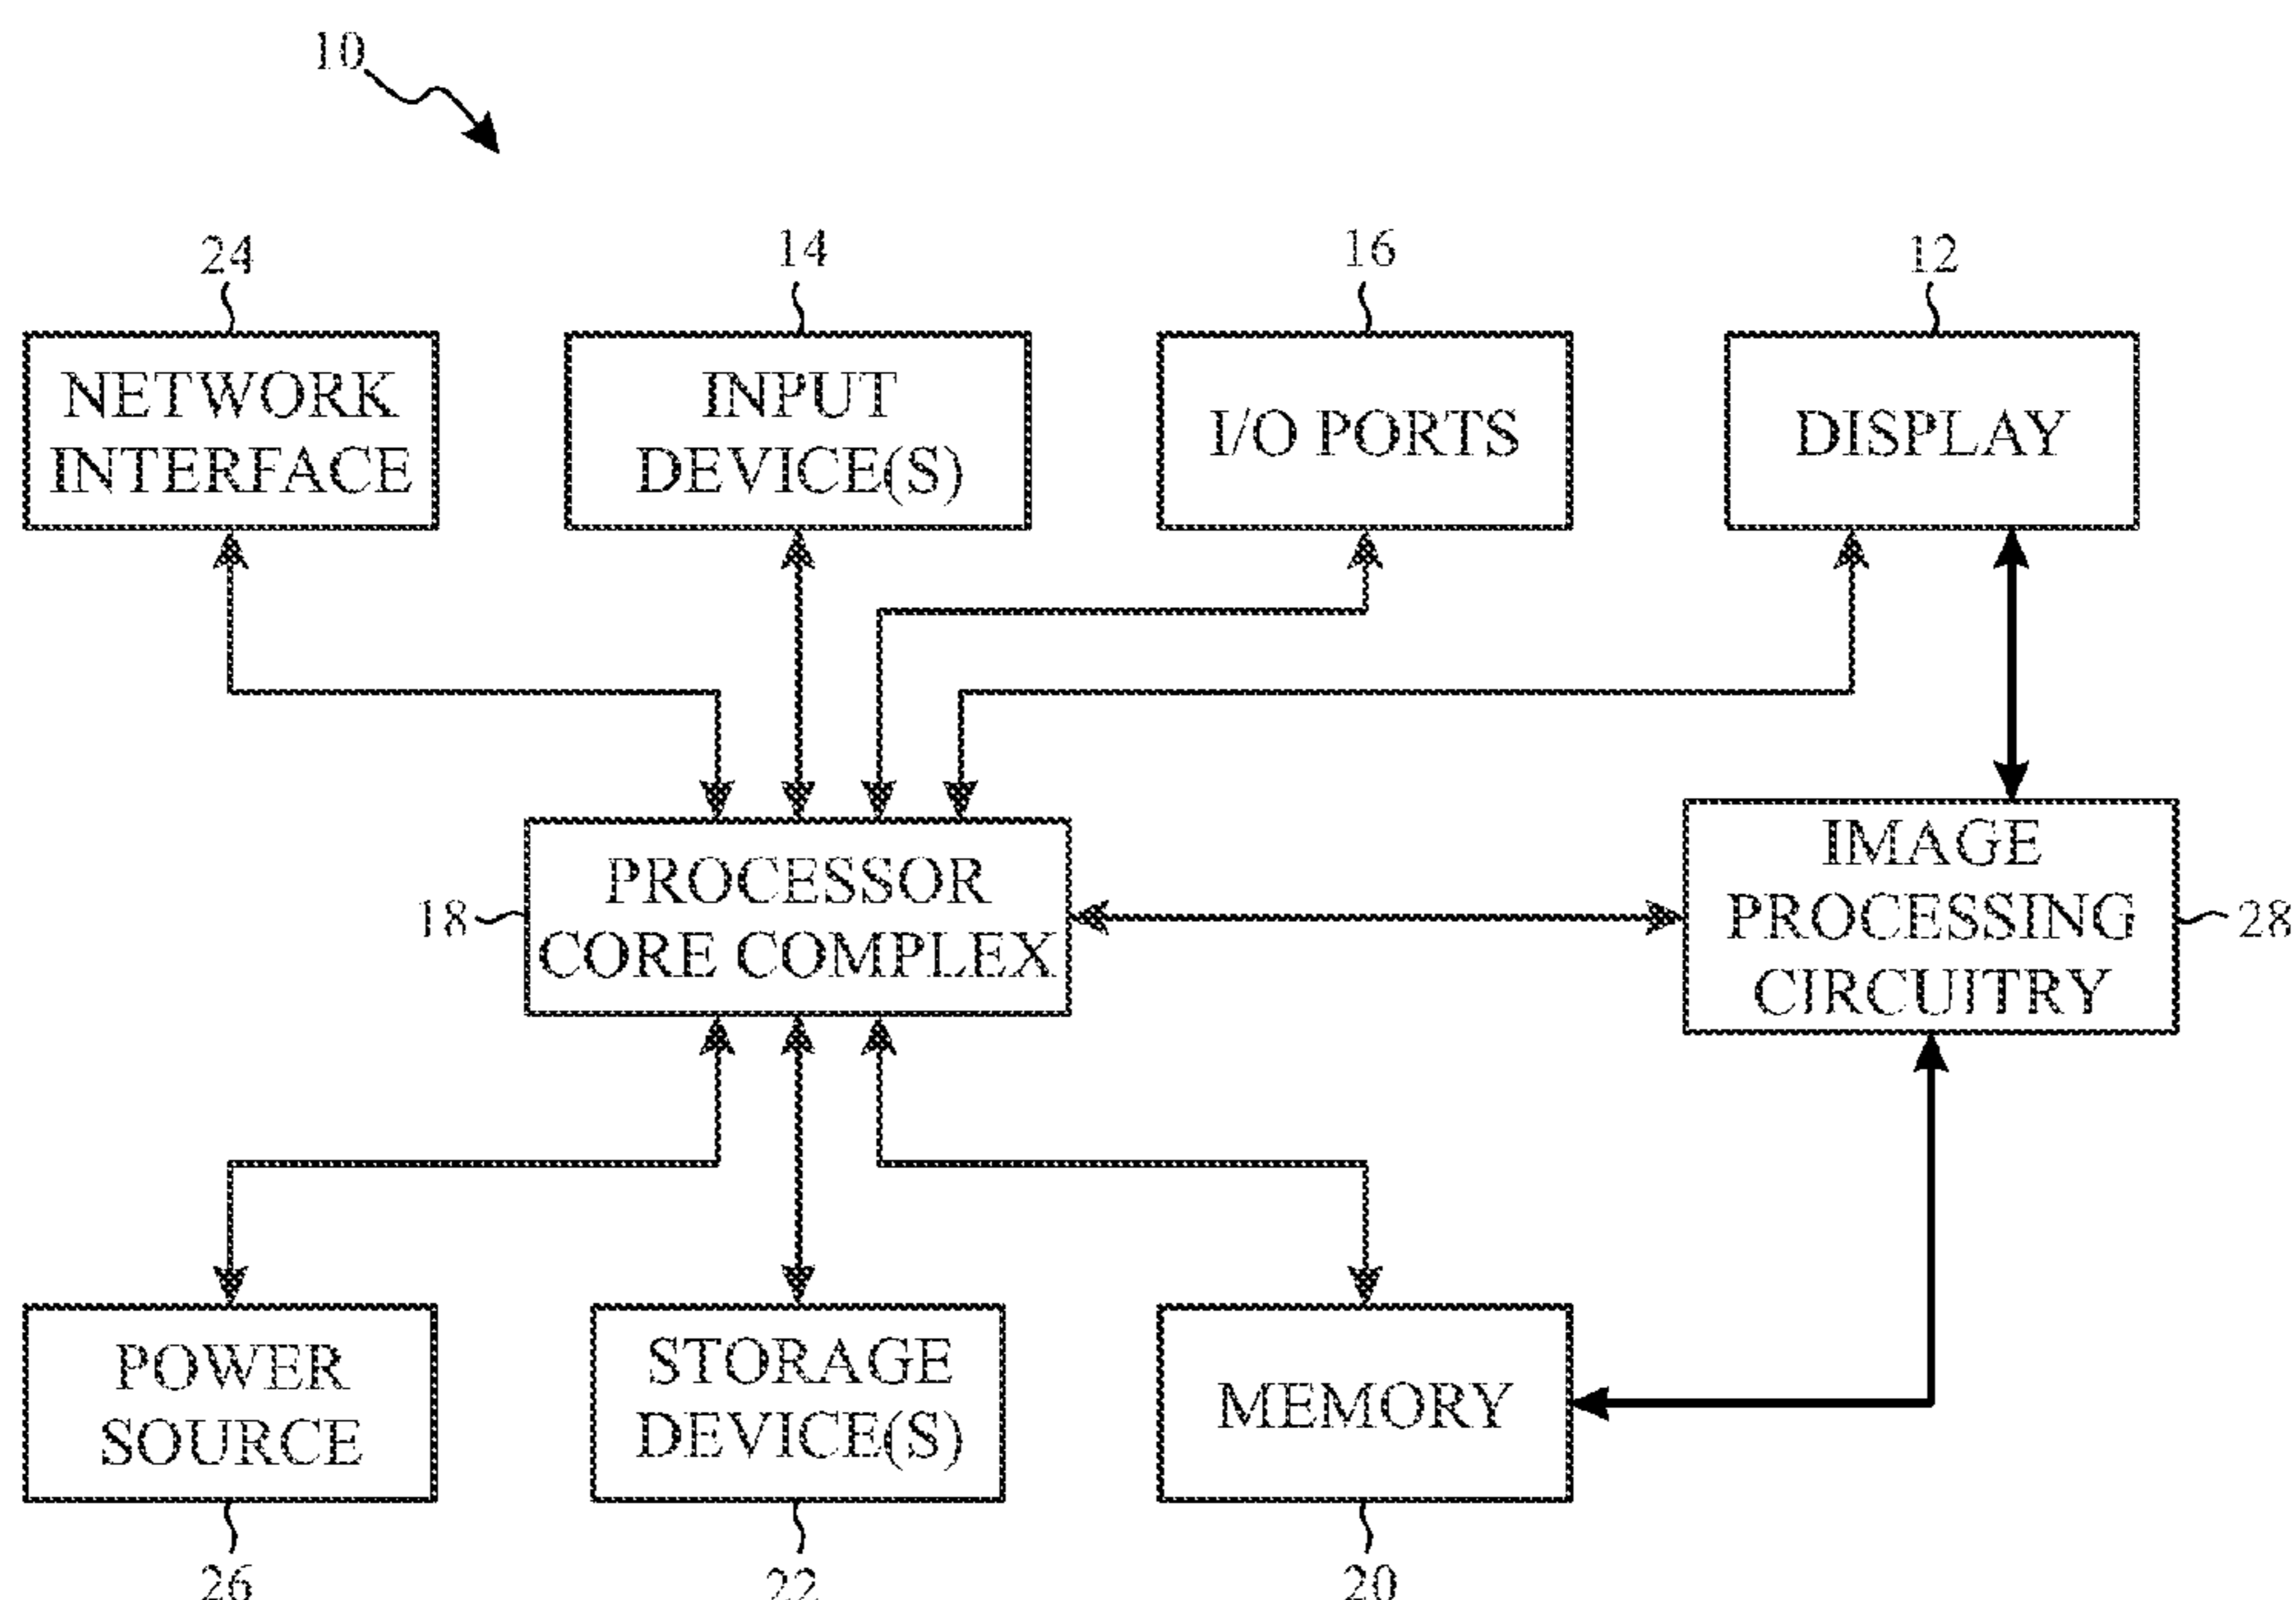 10
24
14
16
12
NETWORK
INTERFACE
INPUT
DEVICE(S)
I/O PORTS
DISPLAY
18
PROCESSOR
CORE COMPLEX
IMAGE
PROCESSING
CIRCUITRY
28
POWER
SOURCE
STORAGE
DEVICE(S)
MEMORY
26
22
20